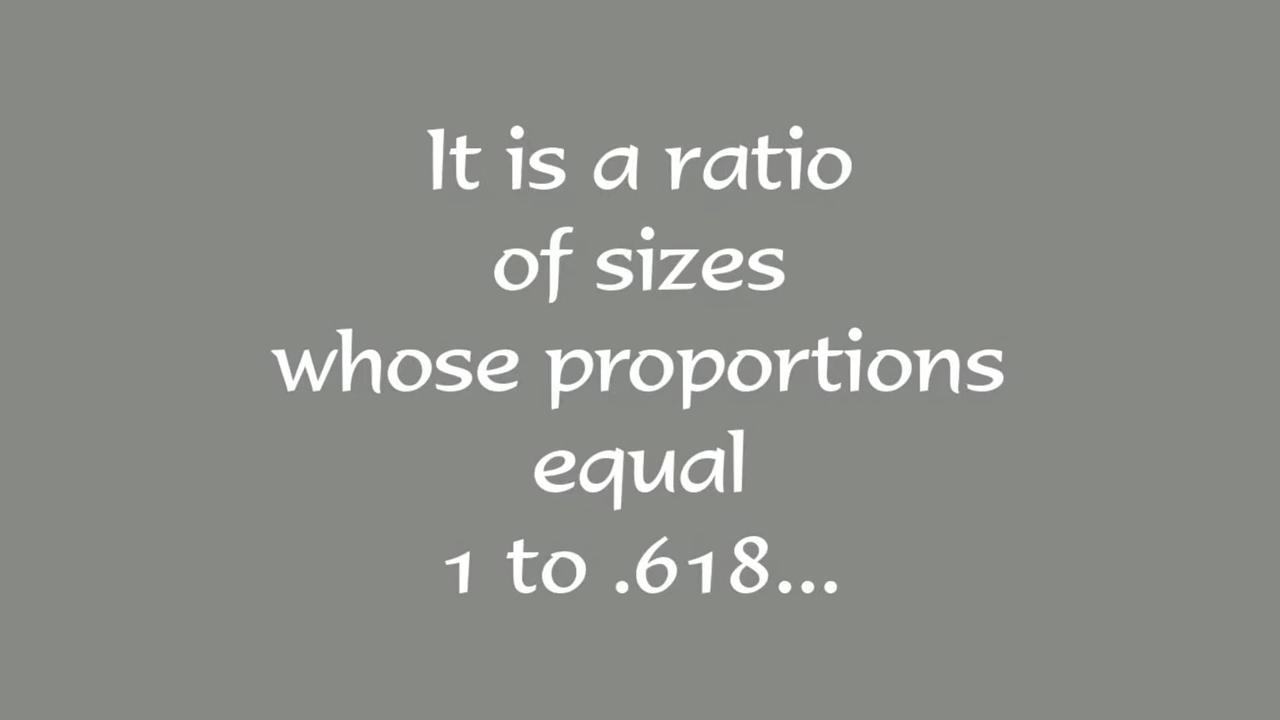 It is a ratio
of sizes
whose proportions
equal
1 to .618...